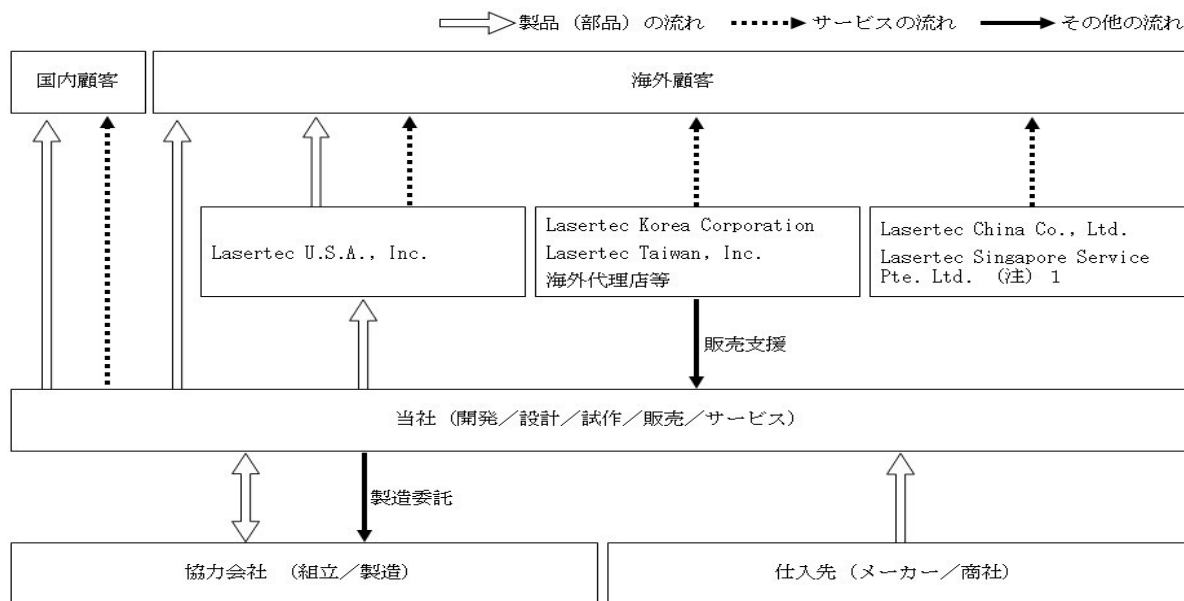 製品（部品）の流れ サービスの流れ その他の流れ
国内顧客 海外顧客
Lasertec U.S.A., Inc.
Lasertec Korea Corporation
Lasertec Taiwan, Inc.
海外代理店等
Lasertec China Co., Ltd.
Lasertec Singapore Service
Pte. Ltd. （注）１
販売支援
当社（開発／設計／試作／販売／サービス）
製造委託
協力会社 （組立／製造）
仕入先（メーカー／商社）